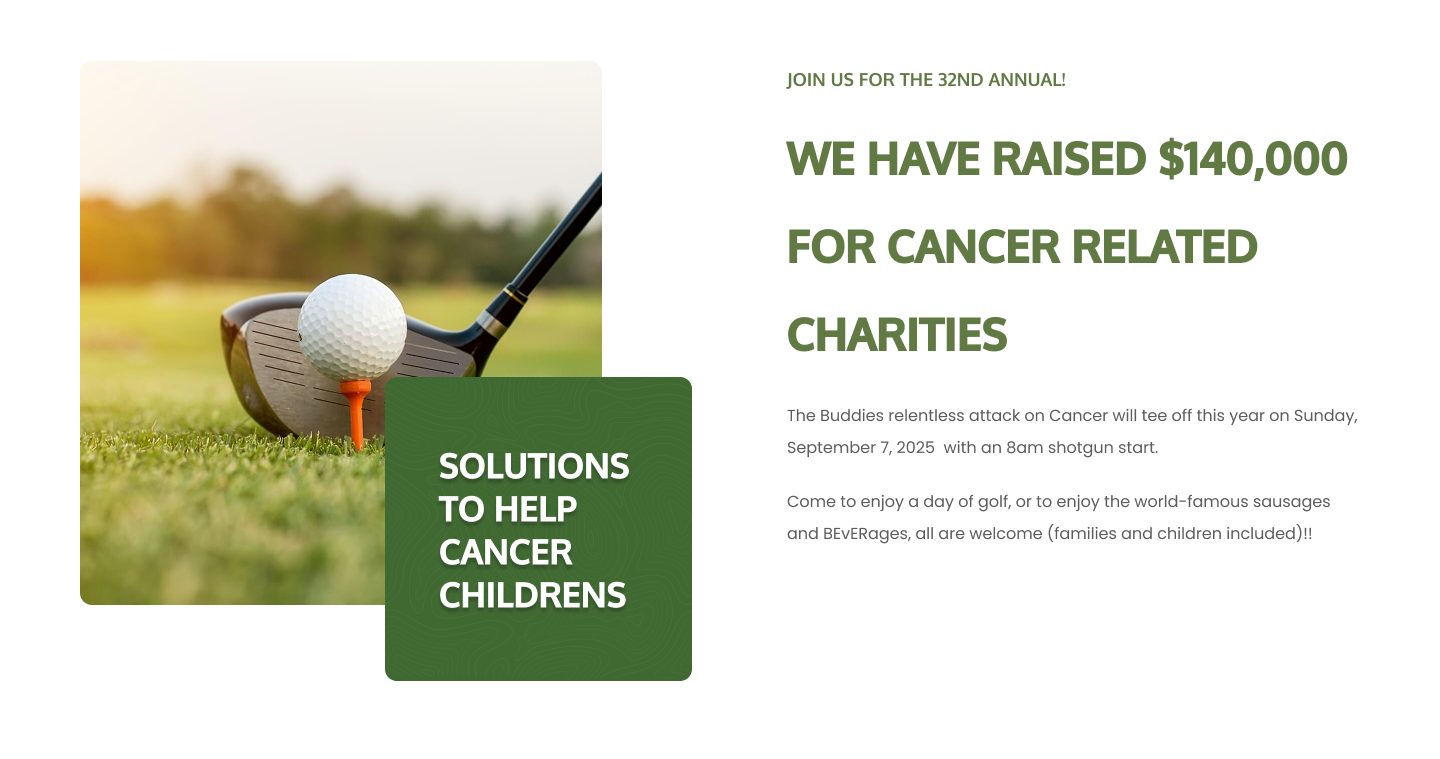 JOIN US FOR THE 32ND ANNUAL!
WE HAVE RAISED $140,000
FOR CANCER RELATED
CHARITIES
The Buddies relentless attack on Cancer will tee off this year on Sunday,
September 7, 2025  with an 8am shotgun start.
Come to enjoy a day of golf, or to enjoy the world-famous sausages
and BEvERages, all are welcome (families and children included)!!
SOLUTIONS
TO HELP
CANCER
CHILDRENS